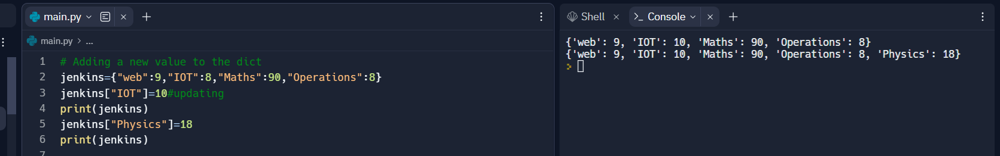 main.py
main.py > ...
1 # Adding a new value to the dict
2 jenkins={"web":9,"IOT":8,"Maths":90,"Operations":8}
3 jenkins["IOT"]=10#updating
4 print(jenkins)
5 jenkins["Physics"]=18
6 print(jenkins)
7
Shell
Console
{'web': 9, 'IOT': 10, 'Maths': 90, 'Operations': 8}
{'web': 9, 'IOT': 10, 'Maths': 90, 'Operations': 8, 'Physics': 18}